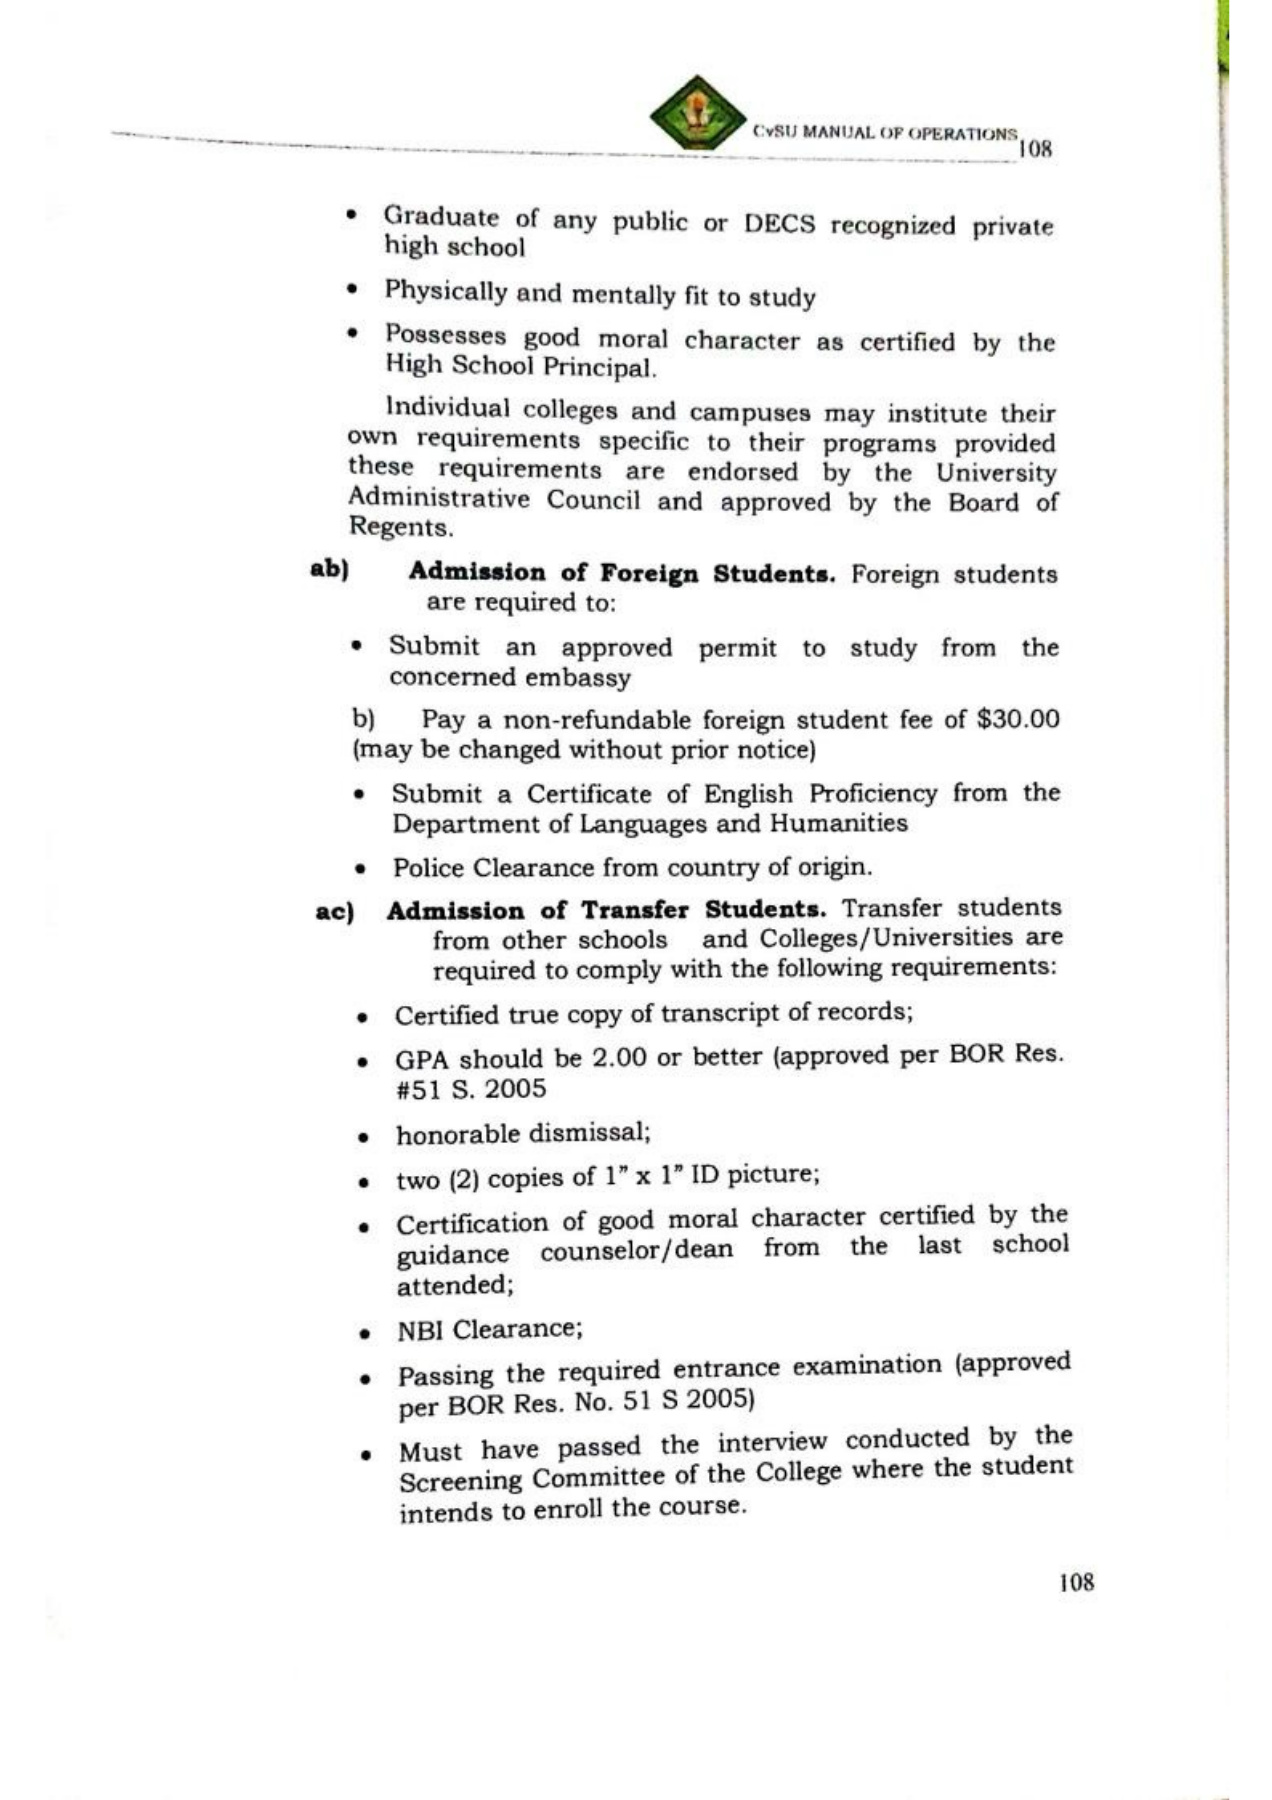 CvSU MANUAL OF OPERATIONS
108
• Graduate of any public or DECS recognized private
high school
• Physically and mentally fit to study
• Possesses good moral character as certified by the
High School Principal.
Individual colleges and campuses may institute their
own requirements specific to their programs provided
these requirements are endorsed by the University
Administrative Council and approved by the Board of
Regents.
ab) Admission of Foreign Students. Foreign students
are required to:
• Submit an approved permit to study from the
concerned embassy
b) Pay a non-refundable foreign student fee of $30.00
(may be changed without prior notice)
• Submit a Certificate of English Proficiency from the
Department of Languages and Humanities
• Police Clearance from country of origin.
ac) Admission of Transfer Students. Transfer students
from other schools and Colleges/Universities are
required to comply with the following requirements:
• Certified true copy of transcript of records;
• GPA should be 2.00 or better (approved per BOR Res.
#51 S. 2005
• honorable dismissal;
• two (2) copies of 1” x 1” ID picture;
• Certification of good moral character certified by the
guidance counselor/dean from the last school
attended;
• NBI Clearance;
• Passing the required entrance examination (approved
per BOR Res. No. 51 S 2005)
• Must have passed the interview conducted by the
Screening Committee of the College where the student
intends to enroll the course.
108